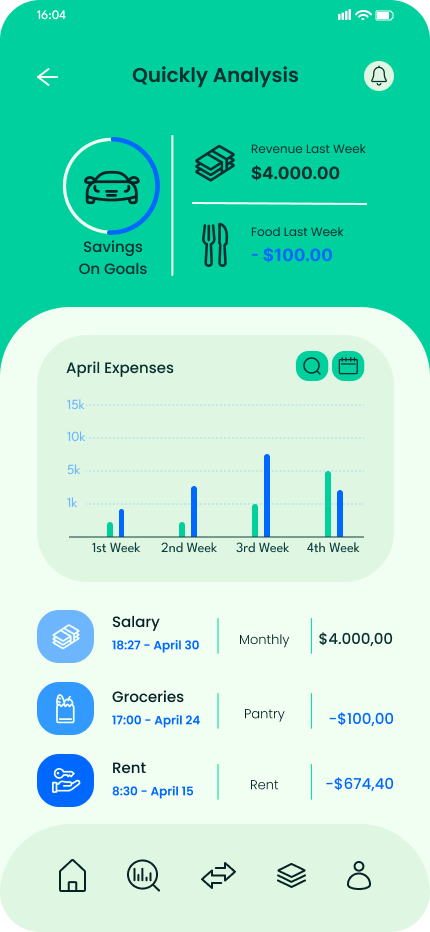 16:04
Quickly Analysis
Savings
On Goals
Revenue Last Week
$4.000.00
Food Last Week
- $100.00
April Expenses
15k
10k
5k
1k
1st Week 2nd Week 3rd Week 4th Week
Salary
18:27 - April 30
Monthly
$4.000,00
Groceries
17:00 - April 24
Pantry
-$100,00
Rent
8:30 - April 15
Rent
-$674,40